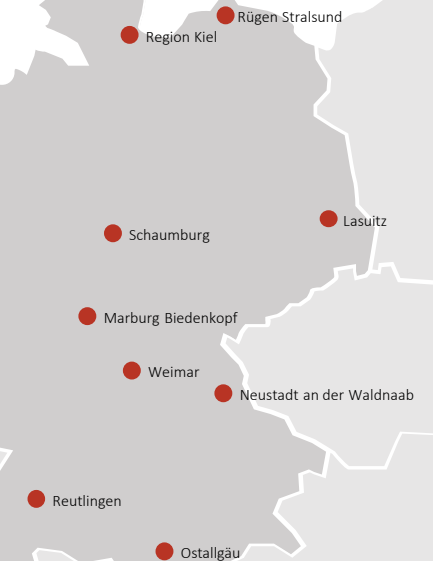 Rügen Stralsund
Region Kiel
Lasuitz
Schaumburg
Marburg Biedenkopf
Weimar
Neustadt an der Waldnaab
Reutlingen
Ostallgäu